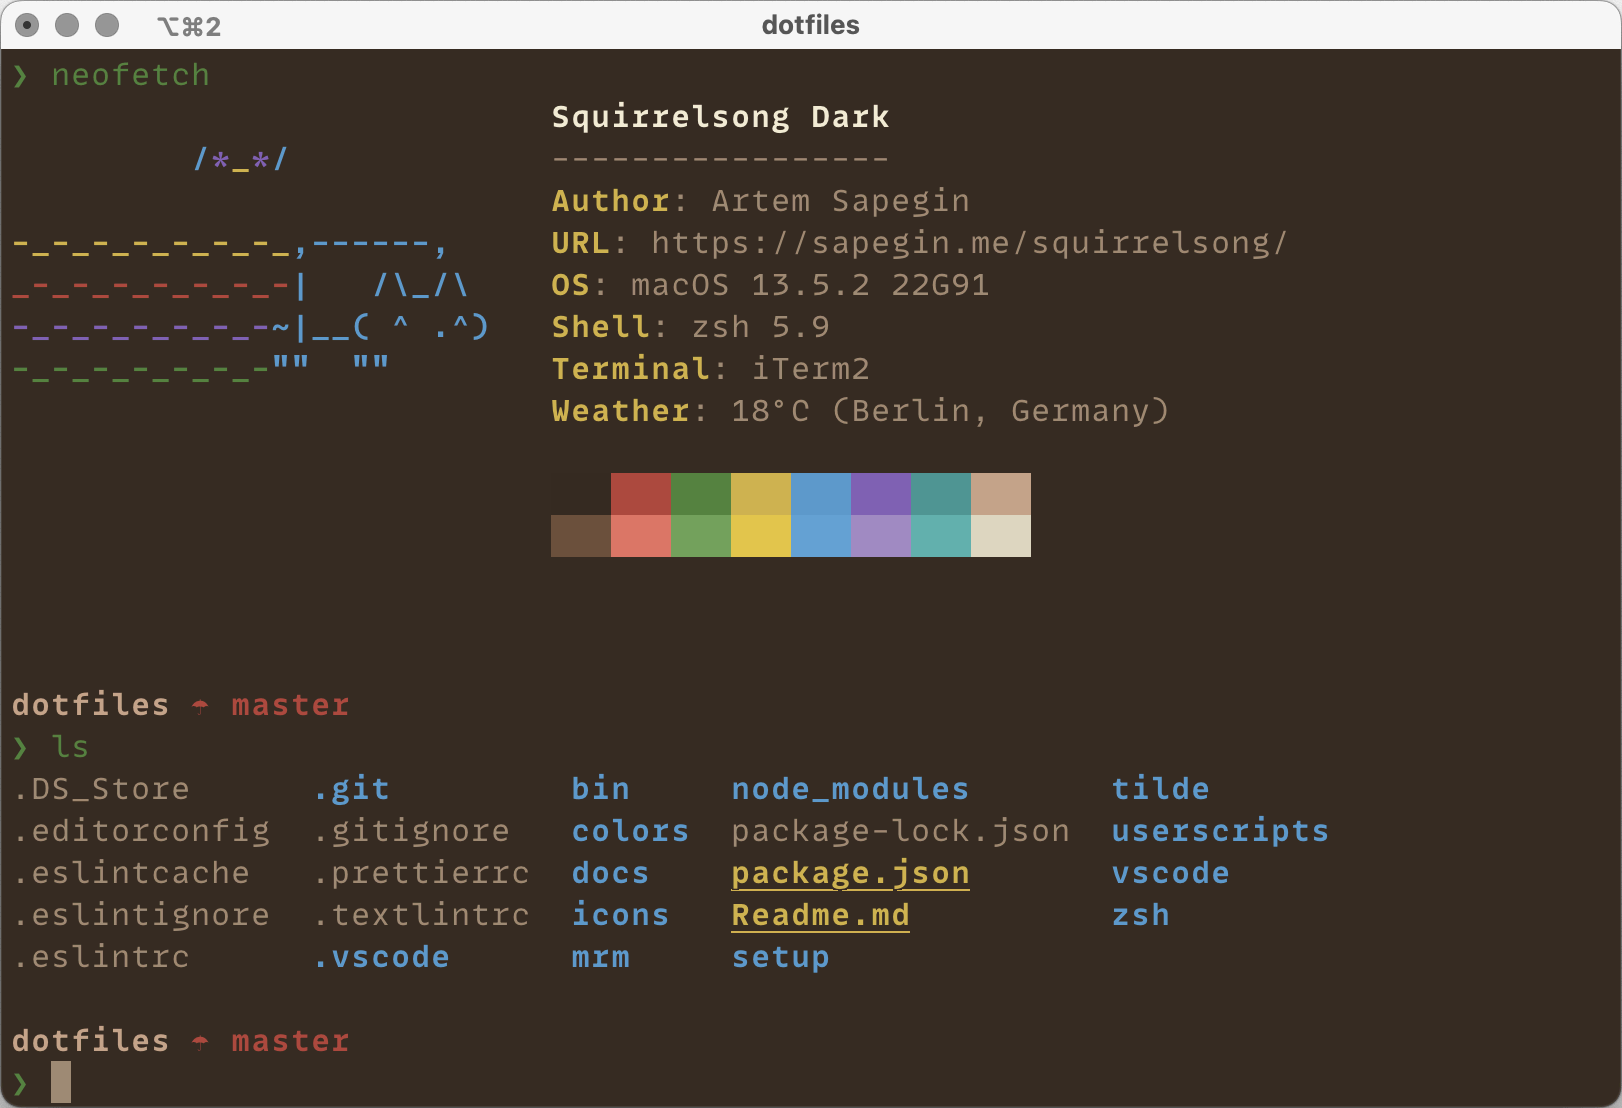 ⌥⌘2 dotfiles
❯ neofetch
Squirrelsong Dark
/*_*/ -----------------
Author: Artem Sapegin
-_-_-_-_-_-_-_,------, URL: https://sapegin.me/squirrelsong/
_-_-_-_-_-_-_-| /\_/\ OS: macOS 13.5.2 22G91
-_-_-_-_-_-_-~|__( ^ .^) Shell: zsh 5.9
-_-_-_-_-_-_-"" "" Terminal: iTerm2
Weather: 18°C (Berlin, Germany)
dotfiles ☂ master
❯ ls
.DS_Store .git bin node_modules tilde
.editorconfig .gitignore colors package-lock.json userscripts
.eslintcache .prettierrc docs package.json vscode
.eslintignore .textlintrc icons Readme.md zsh
.eslintrc .vscode mrm setup
dotfiles ☂ master
❯